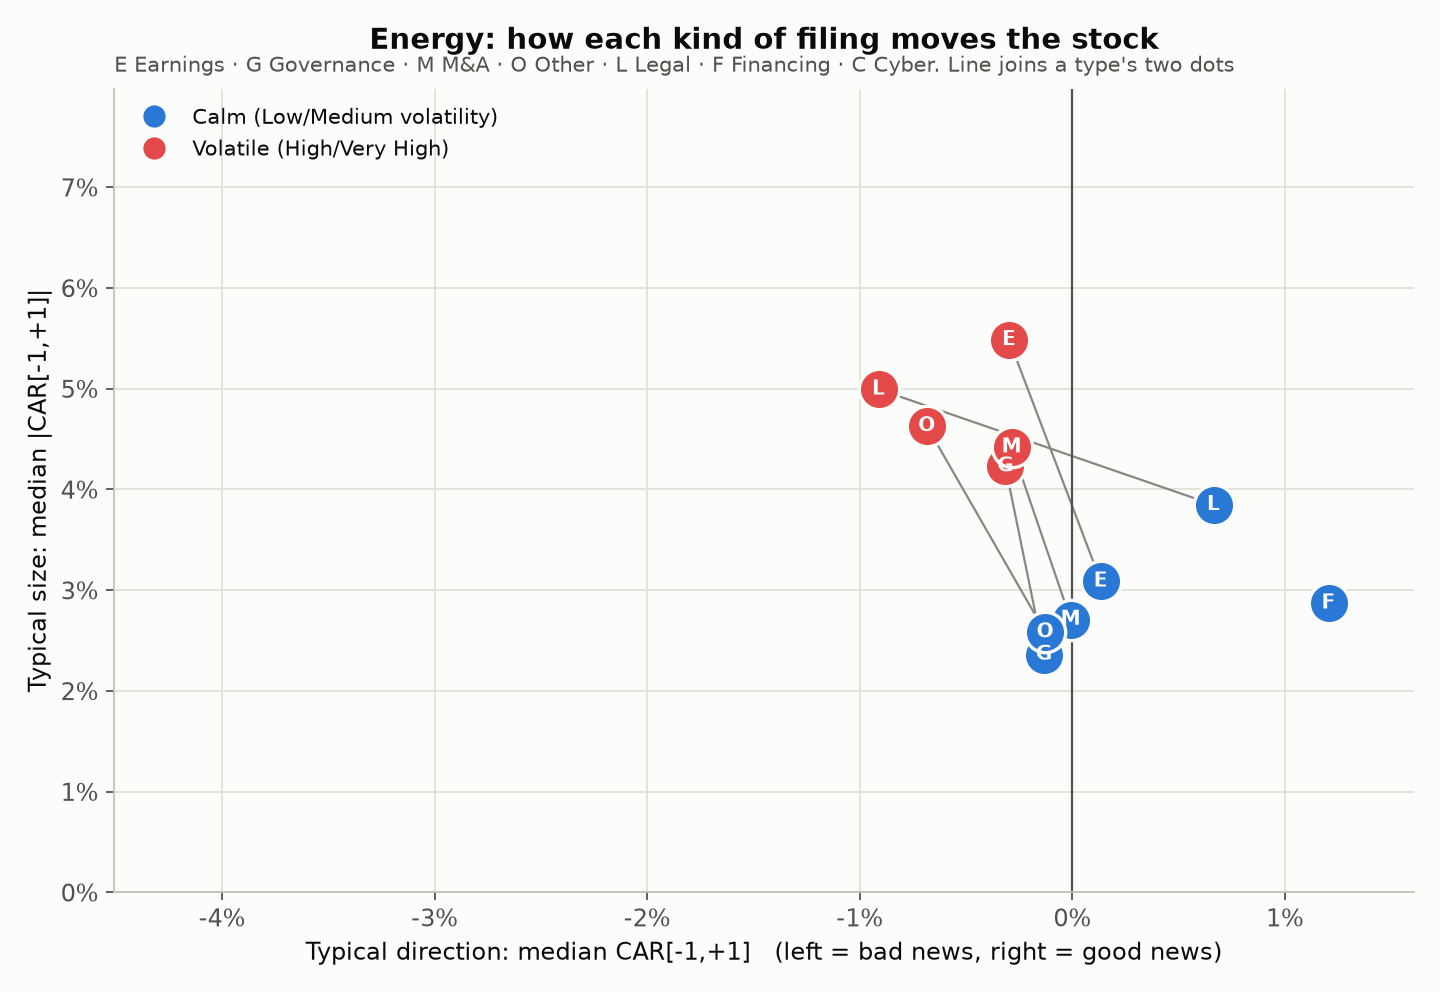 Energy: how each kind of filing moves the stock
E Earnings · G Governance · M M&A · O Other · L Legal · F Financing · C Cyber. Line joins a type's two dots
Calm (Low/Medium volatility)
Volatile (High/Very High)
7%
6%
5%
4%
3%
2%
1%
0%
Typical size: median |CAR[-1,+1]|
E
L
O
M
G
L
E
F
M
O
G
-4%
-3%
-2%
-1%
0%
1%
Typical direction: median CAR[-1,+1]   (left = bad news, right = good news)